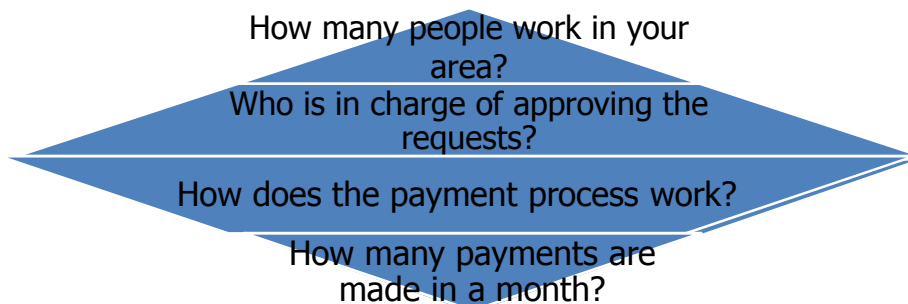 How many people work in your
area?
Who is in charge of approving the
requests?
How does the payment process work?
How many payments are
made in a month?